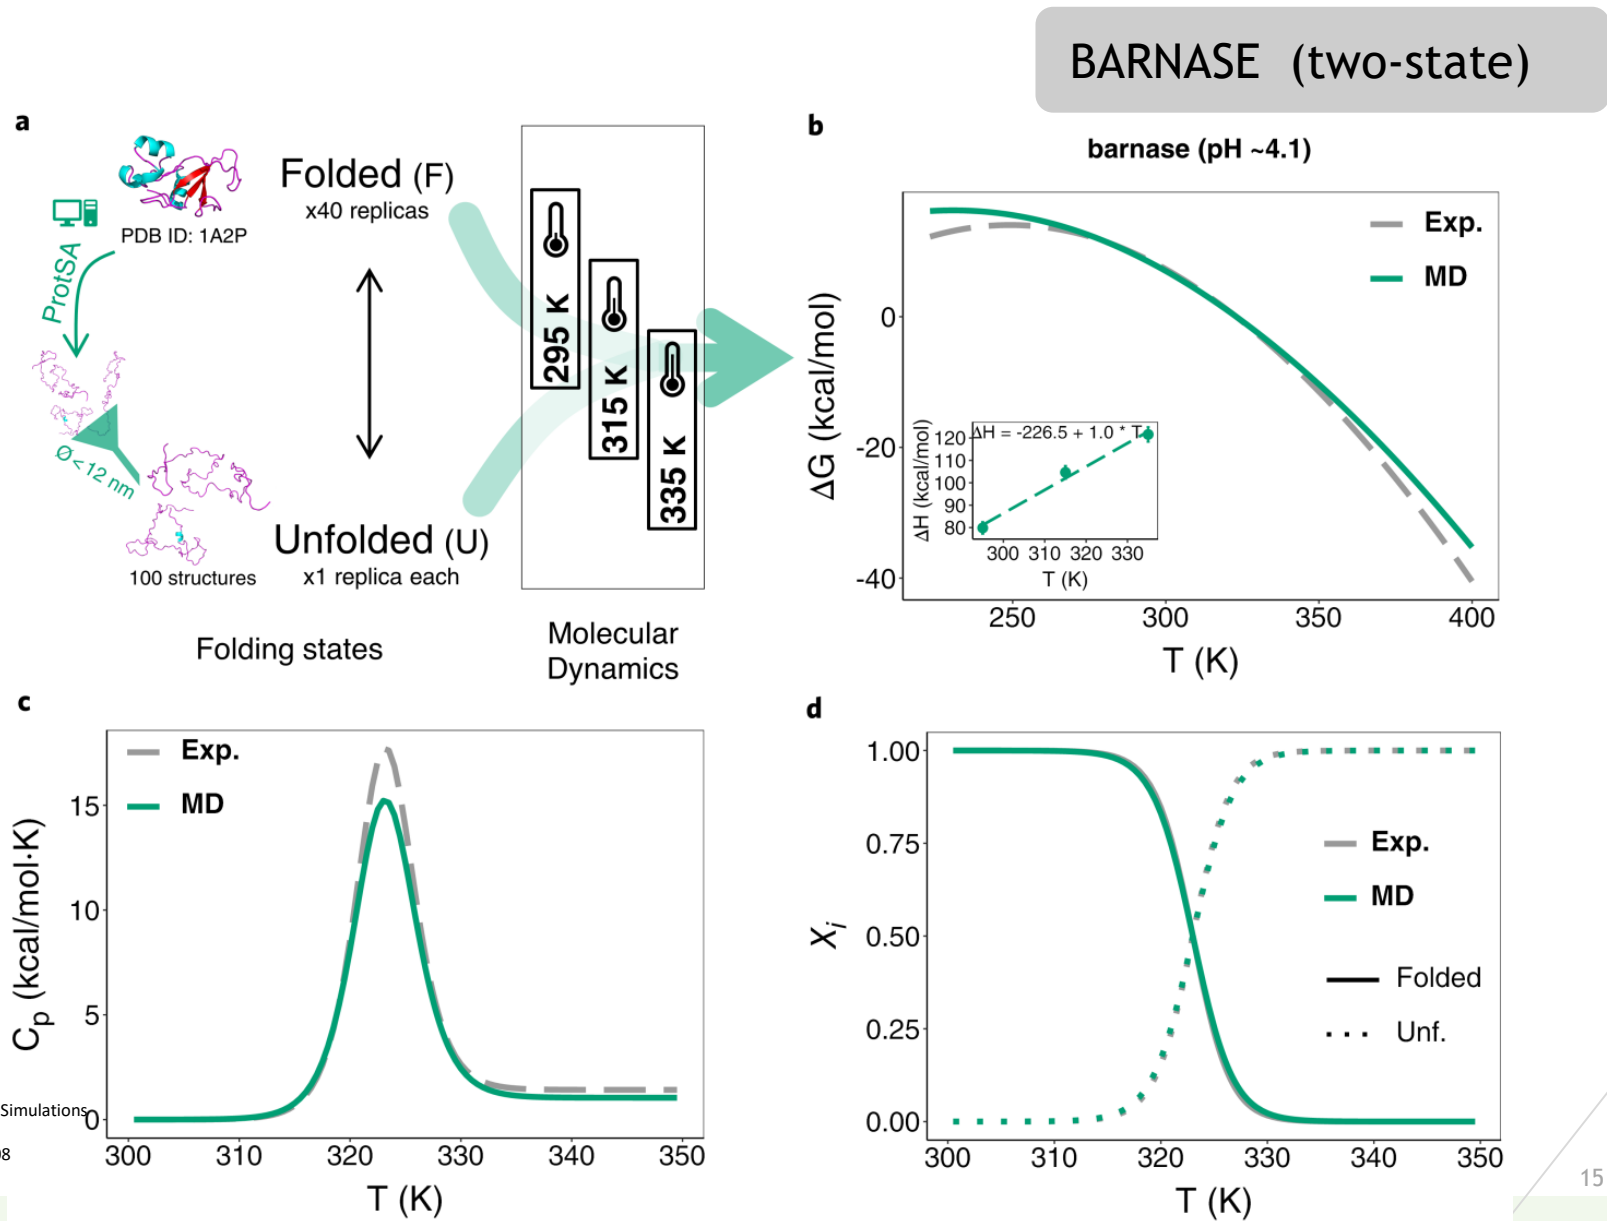 BARNASE (two-state)
a
Folded (F)
x40 replicas
PDB ID: 1A2P
ProtSA
Ø<12 nm
100 structures
Unfolded (U)
x1 replica each
Folding states
295 K
315 K
335 K
Molecular
Dynamics
b
barnase (pH ~4.1)
Exp.
MD
ΔG (kcal/mol)
0
-20
-40
250
300
350
400
T (K)
ΔH = -226.5 + 1.0 * T
ΔH (kcal/mol)
120
110
100
90
80
300
310
320
330
T (K)
c
Exp.
MD
Cp (kcal/mol·K)
15
10
5
0
300
310
320
330
340
350
T (K)
d
Xi
1.00
0.75
0.50
0.25
0.00
Exp.
MD
Folded
Unf.
300
310
320
330
340
350
T (K)
Simulations
08
15